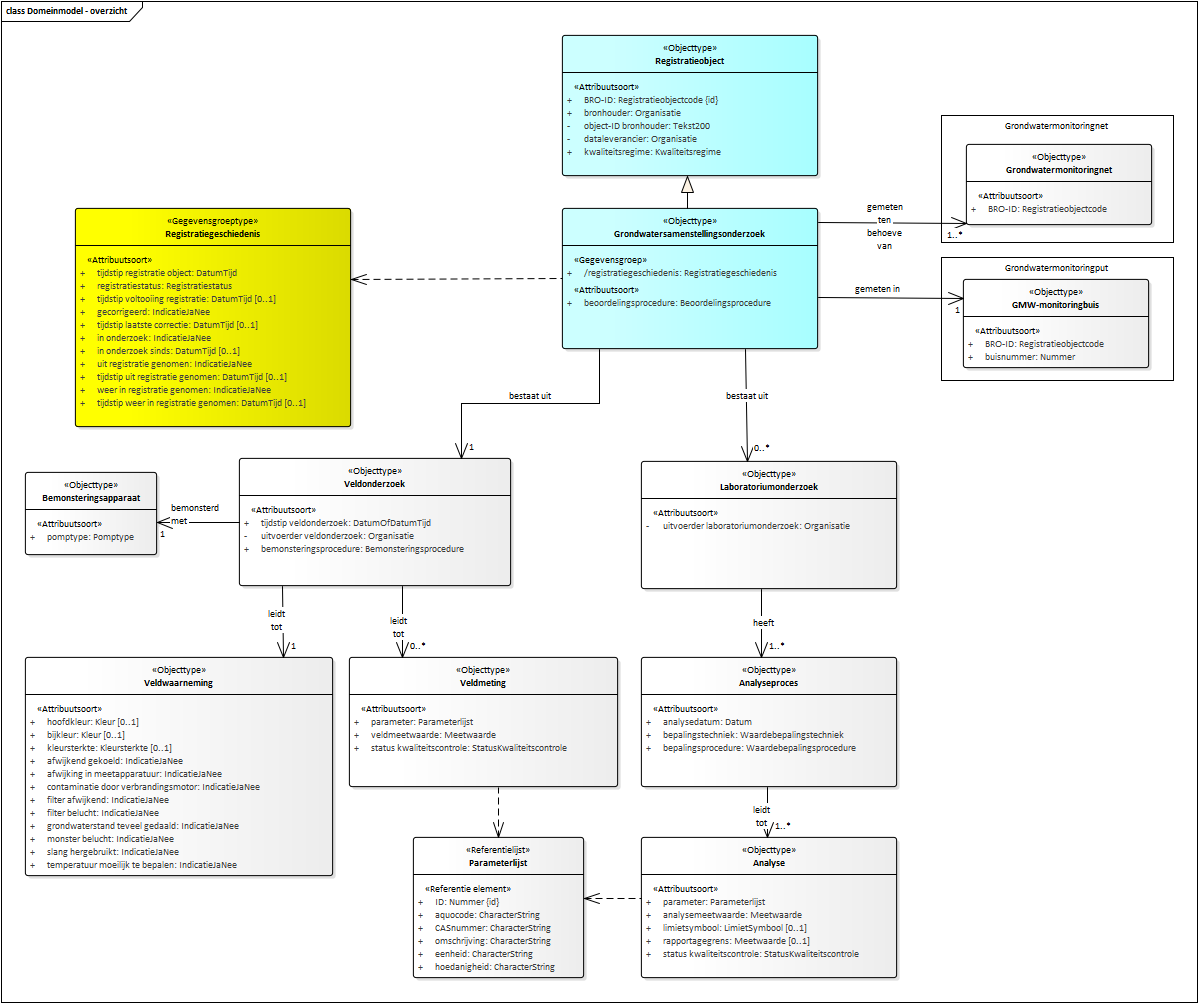 class Domeinmodel - overzicht
«Objecttype»
Registratieobject
«Attribuutsoort»
+ BRO-ID: Registratieobjectcode {id}
+ bronhouder: Organisatie
- object-ID bronhouder: Tekst200
- dataleverancier: Organisatie
+ kwaliteitsregime: Kwaliteitsregime
Grondwatermonitoringnet
«Objecttype»
Grondwatermonitoringnet
«Attribuutsoort»
+ BRO-ID: Registratieobjectcode
«Gegevensgroeptype»
Registratiegeschiedenis
«Attribuutsoort»
+ tijdstip registratie object: DatumTijd
+ registratiestatus: Registratiestatus
+ tijdstip voltooiing registratie: DatumTijd [0..1]
+ gecorrigeerd: IndicatieJaNee
+ tijdstip laatste correctie: DatumTijd [0..1]
+ in onderzoek: IndicatieJaNee
+ in onderzoek sinds: DatumTijd [0..1]
+ uit registratie genomen: IndicatieJaNee
+ tijdstip uit registratie genomen: DatumTijd [0..1]
+ weer in registratie genomen: IndicatieJaNee
+ tijdstip weer in registratie genomen: DatumTijd [0..1]
«Objecttype»
Grondwatersamenstellingsonderzoek
«Gegevensgroep»
+ /registratiegeschiedenis: Registratiegeschiedenis
«Attribuutsoort»
+ beoordelingsprocedure: Beoordelingsprocedure
gemeten
ten
behoeve
van
1..*
gemeten in
1
Grondwatermonitoringput
«Objecttype»
GMW-monitoringbuis
«Attribuutsoort»
+ BRO-ID: Registratieobjectcode
+ buisnummer: Nummer
bestaat uit
1
bestaat uit
0..*
«Objecttype»
Bemonsteringsapparaat
«Attribuutsoort»
+ pomptype: Pomptype
bemonsterd
met
1
«Objecttype»
Veldonderzoek
«Attribuutsoort»
+ tijdstip veldonderzoek: DatumOfDatumTijd
- uitvoerder veldonderzoek: Organisatie
+ bemonsteringsprocedure: Bemonsteringsprocedure
«Objecttype»
Laboratoriumonderzoek
«Attribuutsoort»
- uitvoerder laboratoriumonderzoek: Organisatie
leidt
tot
1
leidt
tot
0..*
heeft
1..*
«Objecttype»
Veldwaarneming
«Attribuutsoort»
+ hoofdkleur: Kleur [0..1]
+ bijkleur: Kleur [0..1]
+ kleursterkte: Kleursterkte [0..1]
+ afwijkend gekoeld: IndicatieJaNee
+ afwijking in meetapparatuur: IndicatieJaNee
+ contaminatie door verbrandingsmotor: IndicatieJaNee
+ filter afwijkend: IndicatieJaNee
+ filter belucht: IndicatieJaNee
+ grondwaterstand teveel gedaald: IndicatieJaNee
+ monster belucht: IndicatieJaNee
+ slang hergebruikt: IndicatieJaNee
+ temperatuur moeilijk te bepalen: IndicatieJaNee
«Objecttype»
Veldmeting
«Attribuutsoort»
+ parameter: Parameterlijst
+ veldmeetwaarde: Meetwaarde
+ status kwaliteitscontrole: StatusKwaliteitscontrole
«Objecttype»
Analyseproces
«Attribuutsoort»
+ analysedatum: Datum
+ bepalingstechniek: Waardebepalingstechniek
+ bepalingsprocedure: Waardebepalingsprocedure
leidt
tot
1..*
«Referentielijst»
Parameterlijst
«Referentie element»
+ ID: Nummer {id}
+ aquocode: CharacterString
+ CASnummer: CharacterString
+ omschrijving: CharacterString
+ eenheid: CharacterString
+ hoedanigheid: CharacterString
«Objecttype»
Analyse
«Attribuutsoort»
+ parameter: Parameterlijst
+ analysemeetwaarde: Meetwaarde
+ limietsymbool: LimietSymbool [0..1]
+ rapportagegrens: Meetwaarde [0..1]
+ status kwaliteitscontrole: StatusKwaliteitscontrole